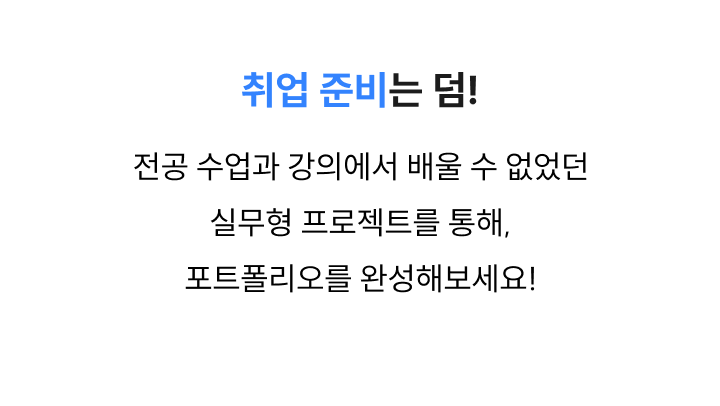 취업 준비는 덤!
전공 수업과 강의에서 배울 수 없었던
실무형 프로젝트를 통해,
포트폴리오를 완성해보세요!